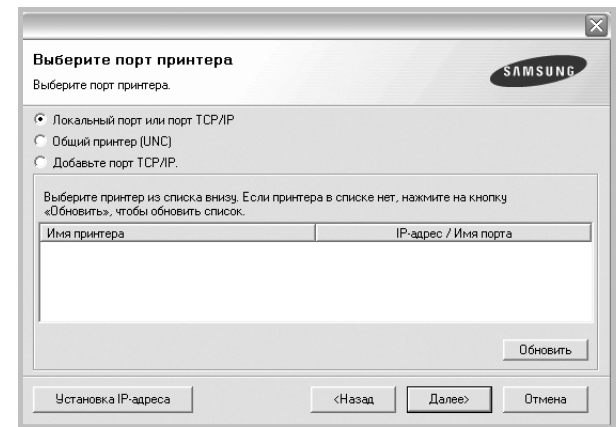 Выберите порт принтера
Выберите порт принтера.
SAMSUNG
Локальный порт или порт TCP/IP
Общий принтер (UNC)
Добавьте порт TCP/IP.
Выберите принтер из списка внизу. Если принтера в списке нет, нажмите на кнопку
«Обновить», чтобы обновить список.
Имя принтера IP-адрес / Имя порта
Обновить
Установка IP-адреса <Назад Далее> Отмена